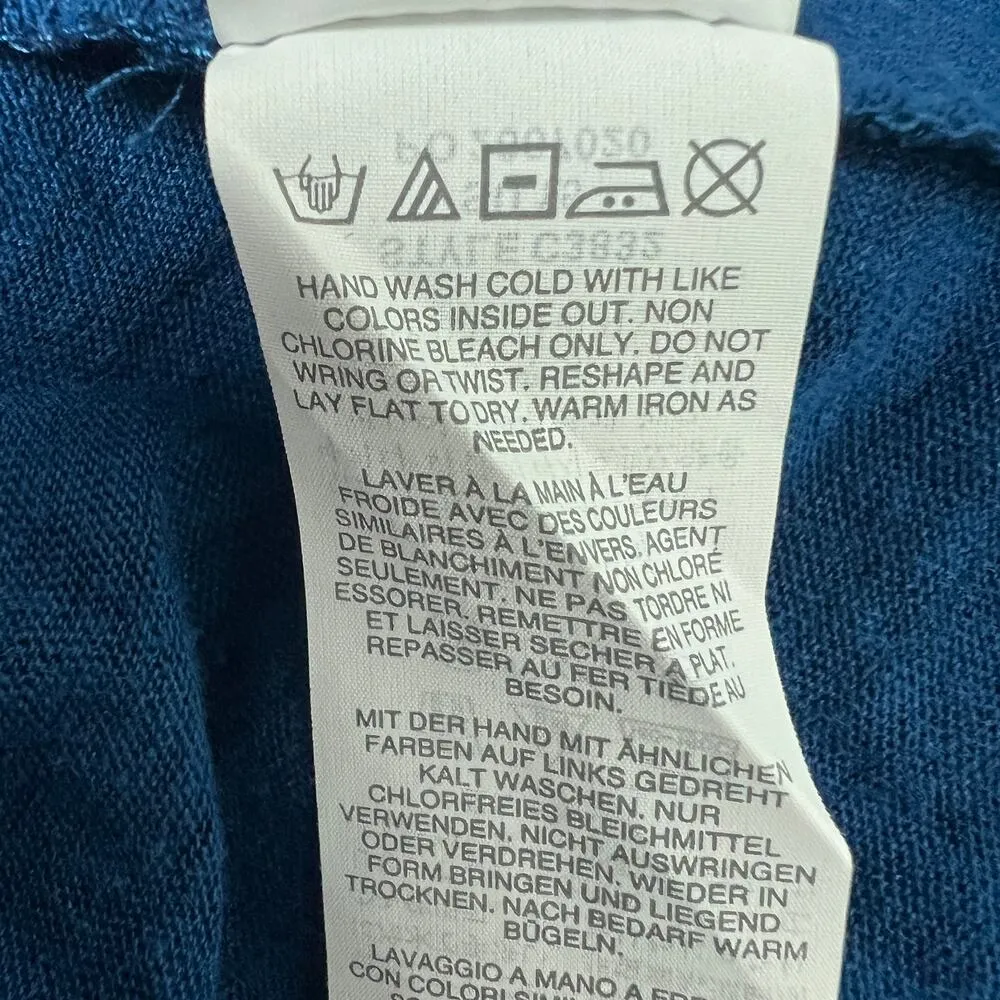 HAND WASH COLD WITH LIKE
COLORS INSIDE OUT. NON
CHLORINE BLEACH ONLY. DO NOT
WRING OR TWIST. RESHAPE AND
LAY FLAT TO DRY. WARM IRON AS
NEEDED.
LAVER À LA MAIN À L'EAU
FROIDE AVEC DES COULEURS
SIMILAIRES À L'ENVERS. AGENT
DE BLANCHIMENT NON CHLORÉ
SEULEMENT. NE PAS TORDRE NI
ESSORER. REMETTRE EN FORME
ET LAISSER SECHER A PLAT.
REPASSER AU FER TIEDE AU
BESOIN.
MIT DER HAND MIT ÄHNLICHEN
FARBEN AUF LINKS GEDREHT
KALT WASCHEN. NUR
CHLORFREIES BLEICHMITTEL
VERWENDEN. NICHT AUSWRINGEN
ODER VERDREHEN. WIEDER IN
FORM BRINGEN UND LIEGEND
TROCKNEN. NACH BEDARF WARM
BÜGELN.
LAVAGGIO A MANO A
CON COLORI